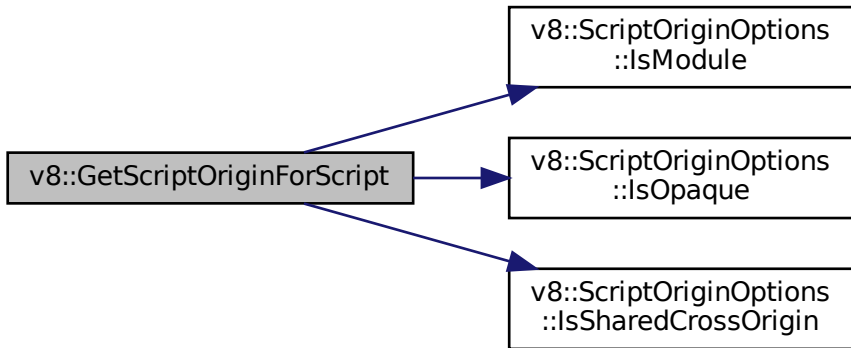 v8::GetScriptOriginForScript
v8::ScriptOriginOptions
::IsModule
v8::ScriptOriginOptions
::IsOpaque
v8::ScriptOriginOptions
::IsSharedCrossOrigin